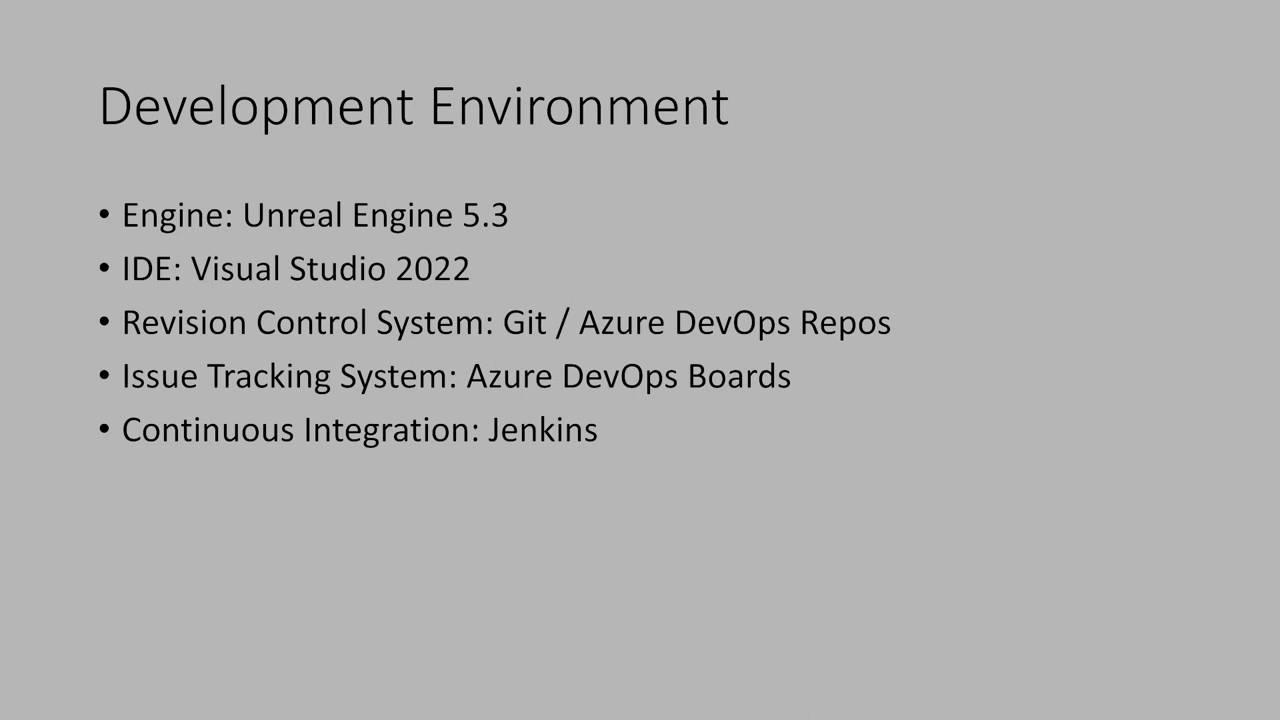 Development Environment
• Engine: Unreal Engine 5.3
• IDE: Visual Studio 2022
• Revision Control System: Git / Azure DevOps Repos
• Issue Tracking System: Azure DevOps Boards
• Continuous Integration: Jenkins